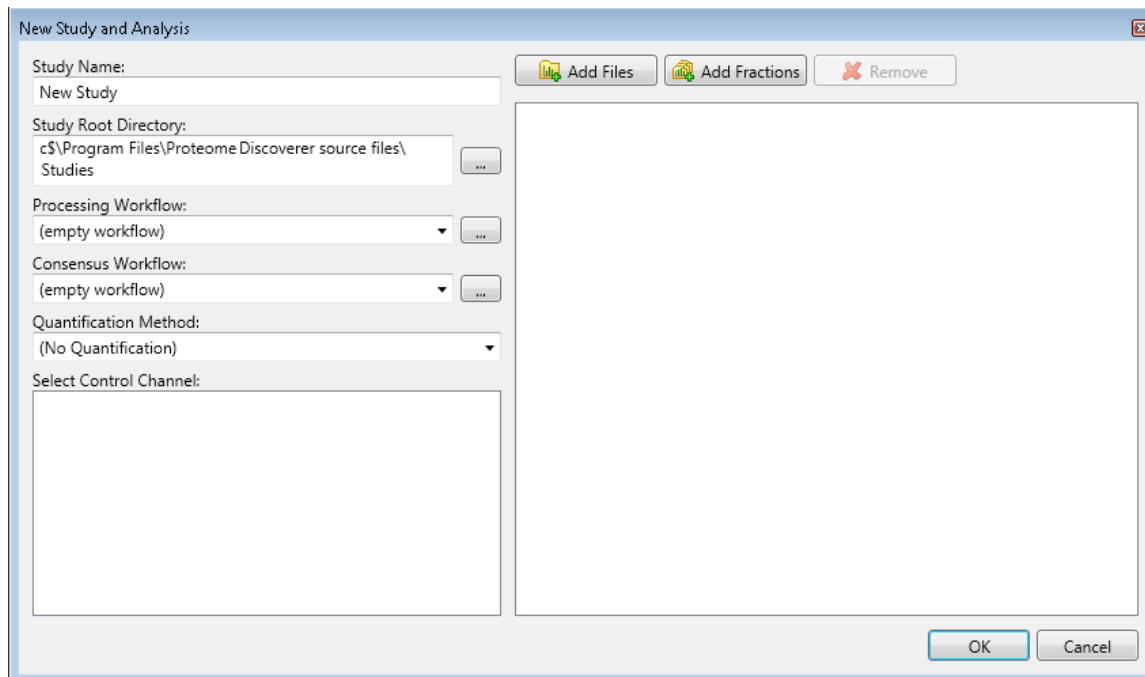 New Study and Analysis
Study Name:
New Study
Study Root Directory:
c$\Program Files\Proteome Discoverer source files\
Studies
...
Processing Workflow:
(empty workflow)
...
Consensus Workflow:
(empty workflow)
...
Quantification Method:
(No Quantification)
Select Control Channel:
Add Files
Add Fractions
Remove
OK
Cancel